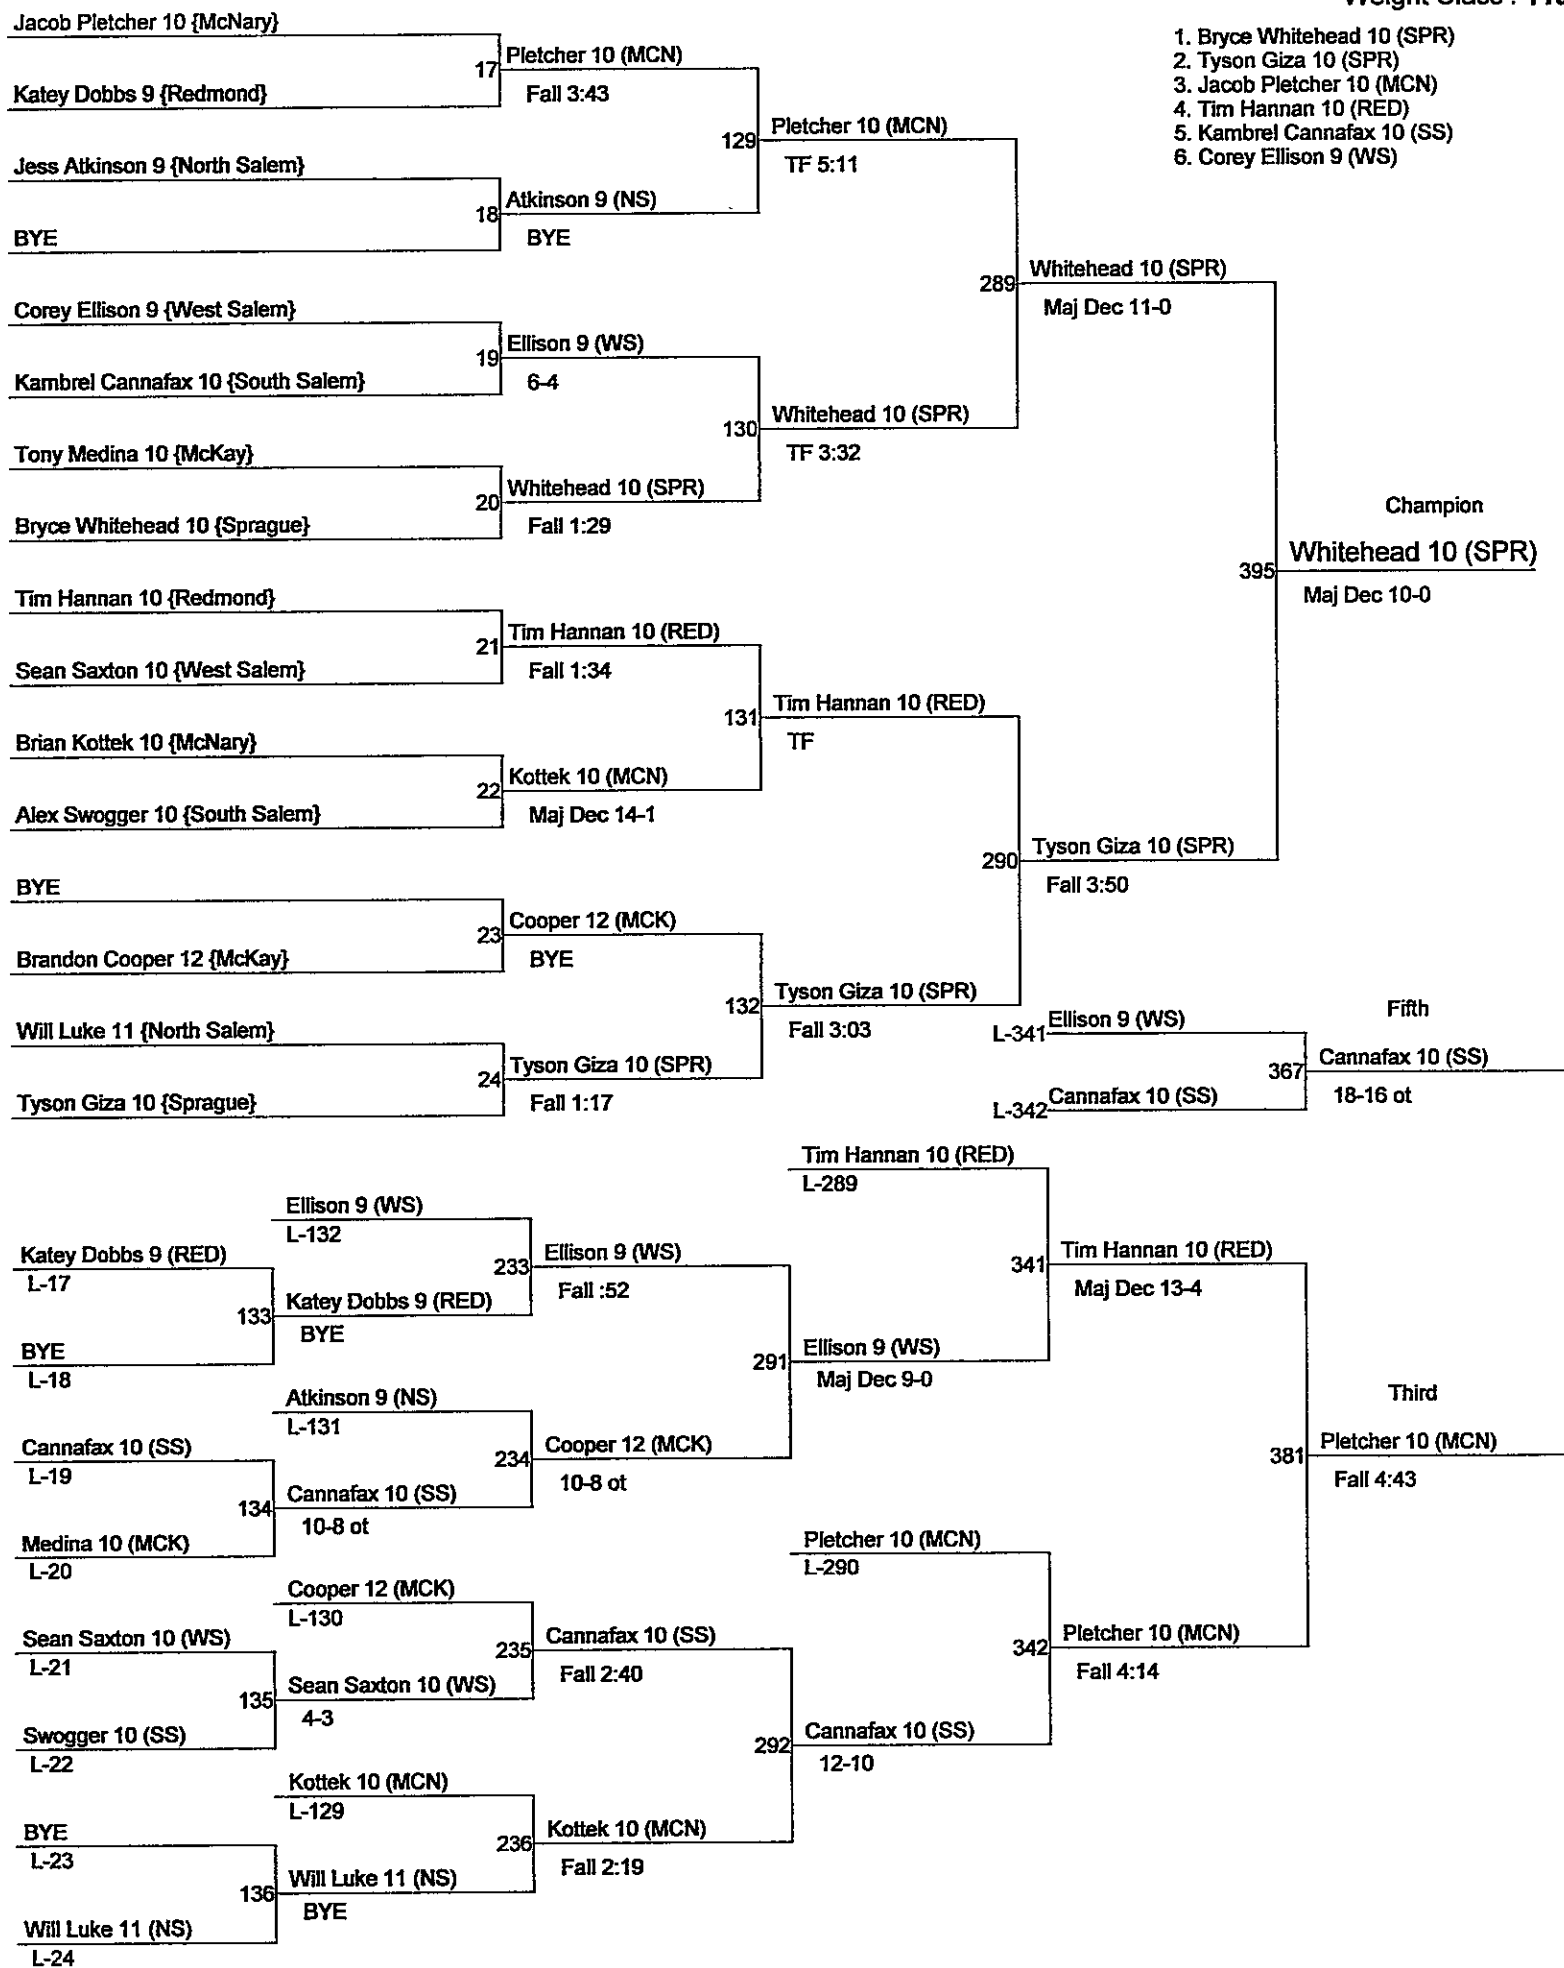 1. Bryce Whitehead 10 (SPR)
2. Tyson Giza 10 (SPR)
3. Jacob Pletcher 10 (MCN)
4. Tim Hannan 10 (RED)
5. Kambrel Cannafax 10 (SS)
6. Corey Ellison 9 (WS)
Jacob Pletcher 10 {McNary}
17
Katey Dobbs 9 {Redmond}
Pletcher 10 (MCN)
Fall 3:43
Jess Atkinson 9 {North Salem}
18
BYE
Atkinson 9 (NS)
BYE
129
Pletcher 10 (MCN)
TF 5:11
Corey Ellison 9 {West Salem}
19
Kambrel Cannafax 10 {South Salem}
Ellison 9 (WS)
6-4
Tony Medina 10 {McKay}
20
Bryce Whitehead 10 {Sprague}
Whitehead 10 (SPR)
Fall 1:29
130
Whitehead 10 (SPR)
TF 3:32
289
Whitehead 10 (SPR)
Maj Dec 11-0
Tim Hannan 10 {Redmond}
21
Sean Saxton 10 {West Salem}
Tim Hannan 10 (RED)
Fall 1:34
Brian Kottek 10 {McNary}
22
Alex Swogger 10 {South Salem}
Kottek 10 (MCN)
Maj Dec 14-1
131
Tim Hannan 10 (RED)
TF
BYE
23
Brandon Cooper 12 {McKay}
Cooper 12 (MCK)
BYE
Will Luke 11 {North Salem}
24
Tyson Giza 10 {Sprague}
Tyson Giza 10 (SPR)
Fall 1:17
132
Tyson Giza 10 (SPR)
Fall 3:03
290
Tyson Giza 10 (SPR)
Fall 3:50
Champion
395
Whitehead 10 (SPR)
Maj Dec 10-0
Fifth
L-341
Ellison 9 (WS)
367
L-342
Cannafax 10 (SS)
Cannafax 10 (SS)
18-16 ot
Katey Dobbs 9 (RED)
L-17
133
BYE
L-18
Ellison 9 (WS)
L-132
233
Katey Dobbs 9 (RED)
BYE
Ellison 9 (WS)
Fall :52
Cannafax 10 (SS)
L-19
134
Medina 10 (MCK)
L-20
Atkinson 9 (NS)
L-131
234
Cannafax 10 (SS)
10-8 ot
Cooper 12 (MCK)
10-8 ot
291
Ellison 9 (WS)
Maj Dec 9-0
Tim Hannan 10 (RED)
L-289
341
Tim Hannan 10 (RED)
Maj Dec 13-4
Sean Saxton 10 (WS)
L-21
135
Swogger 10 (SS)
L-22
Cooper 12 (MCK)
L-130
235
Sean Saxton 10 (WS)
4-3
Cannafax 10 (SS)
Fall 2:40
BYE
L-23
136
Will Luke 11 (NS)
L-24
Kottek 10 (MCN)
L-129
236
Will Luke 11 (NS)
BYE
Kottek 10 (MCN)
Fall 2:19
292
Cannafax 10 (SS)
12-10
Pletcher 10 (MCN)
L-290
342
Pletcher 10 (MCN)
Fall 4:14
Third
381
Pletcher 10 (MCN)
Fall 4:43